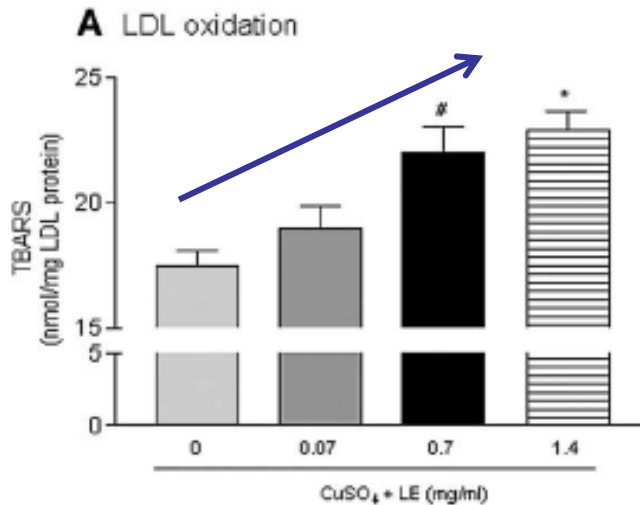 A LDL oxidation
25
#
*
20
TBARS
(nmol/mg LDL protein)
15
5
0
0 0.07 0.7 1.4
CuSO₄ + LE (mg/ml)